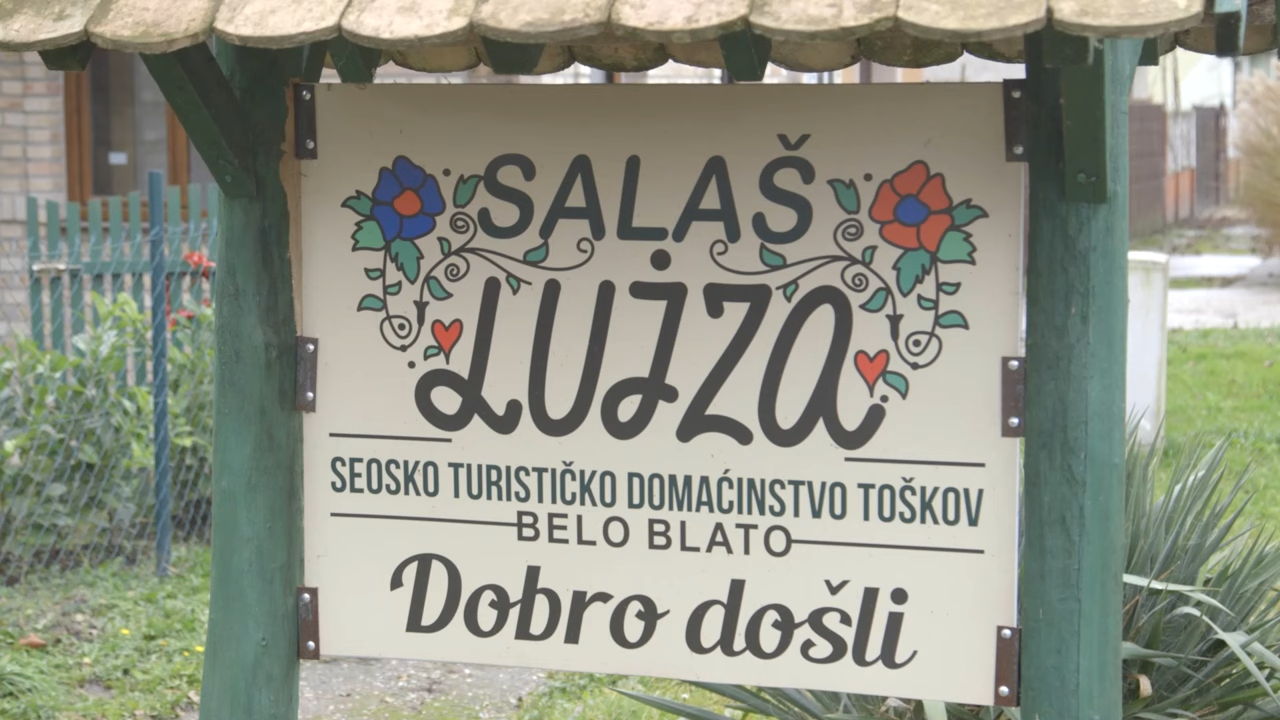 SALAŠ
LUJZA
SEOSKO TURISTIČKO DOMAĆINSTVO TOŠKOV
BELO BLATO
Dobro došli